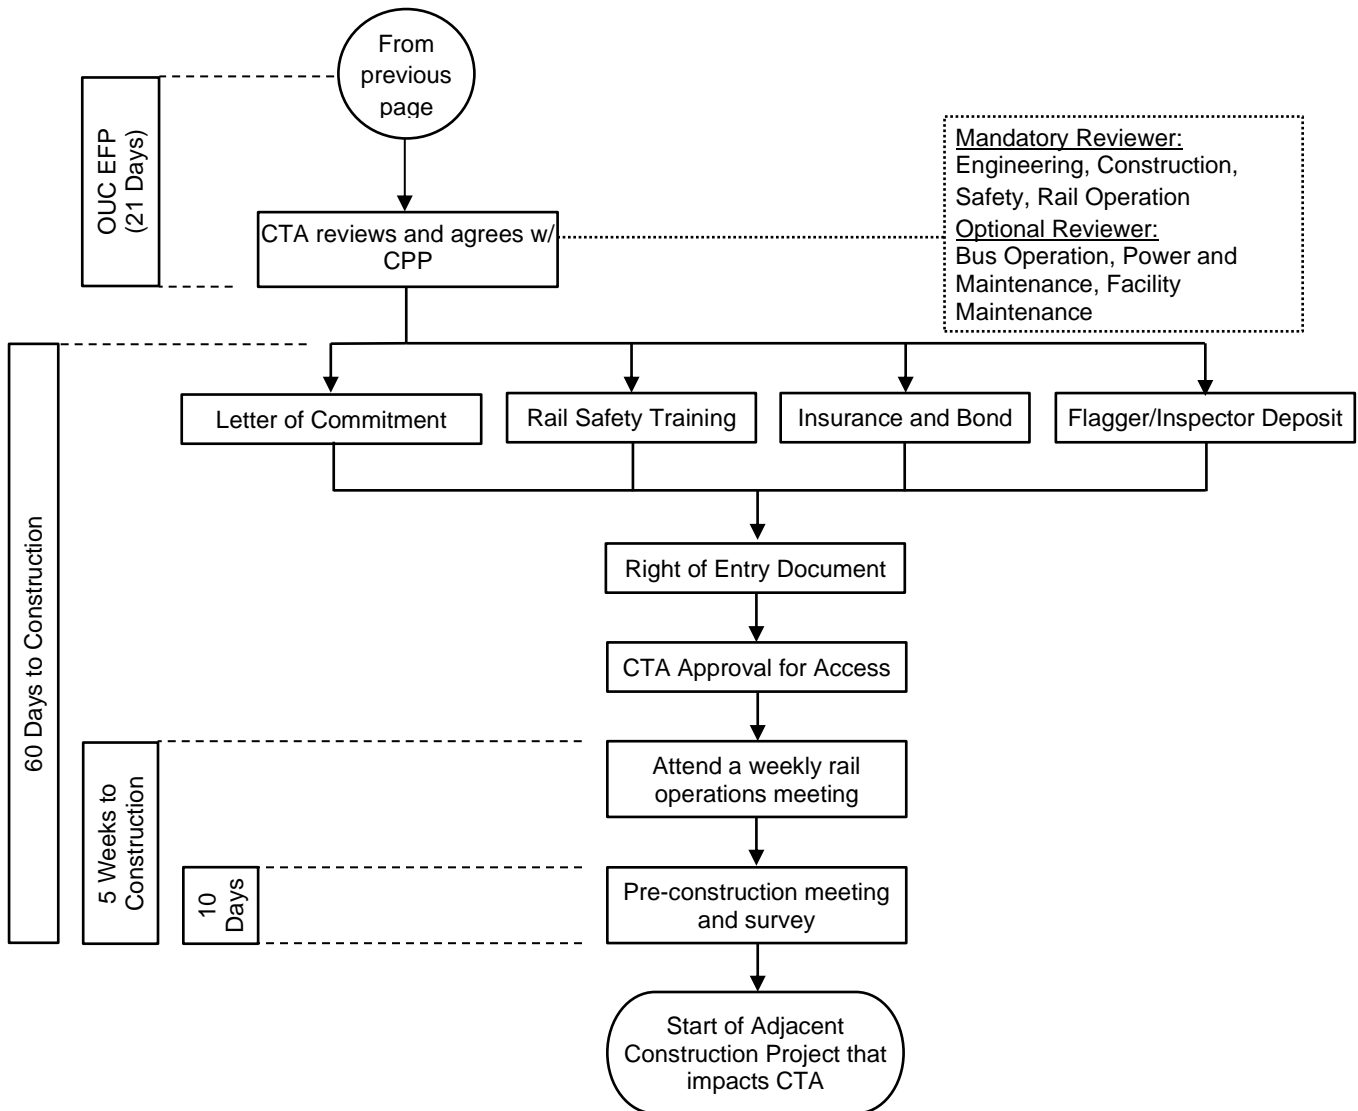 From
previous
page
OUC EFP
(21 Days)
CTA reviews and agrees w/
CPP
Mandatory Reviewer:
Engineering, Construction,
Safety, Rail Operation
Optional Reviewer:
Bus Operation, Power and
Maintenance, Facility
Maintenance
60 Days to Construction
Letter of Commitment
Rail Safety Training
Insurance and Bond
Flagger/Inspector Deposit
Right of Entry Document
CTA Approval for Access
5 Weeks to
Construction
Attend a weekly rail
operations meeting
10
Days
Pre-construction meeting
and survey
Start of Adjacent
Construction Project that
impacts CTA